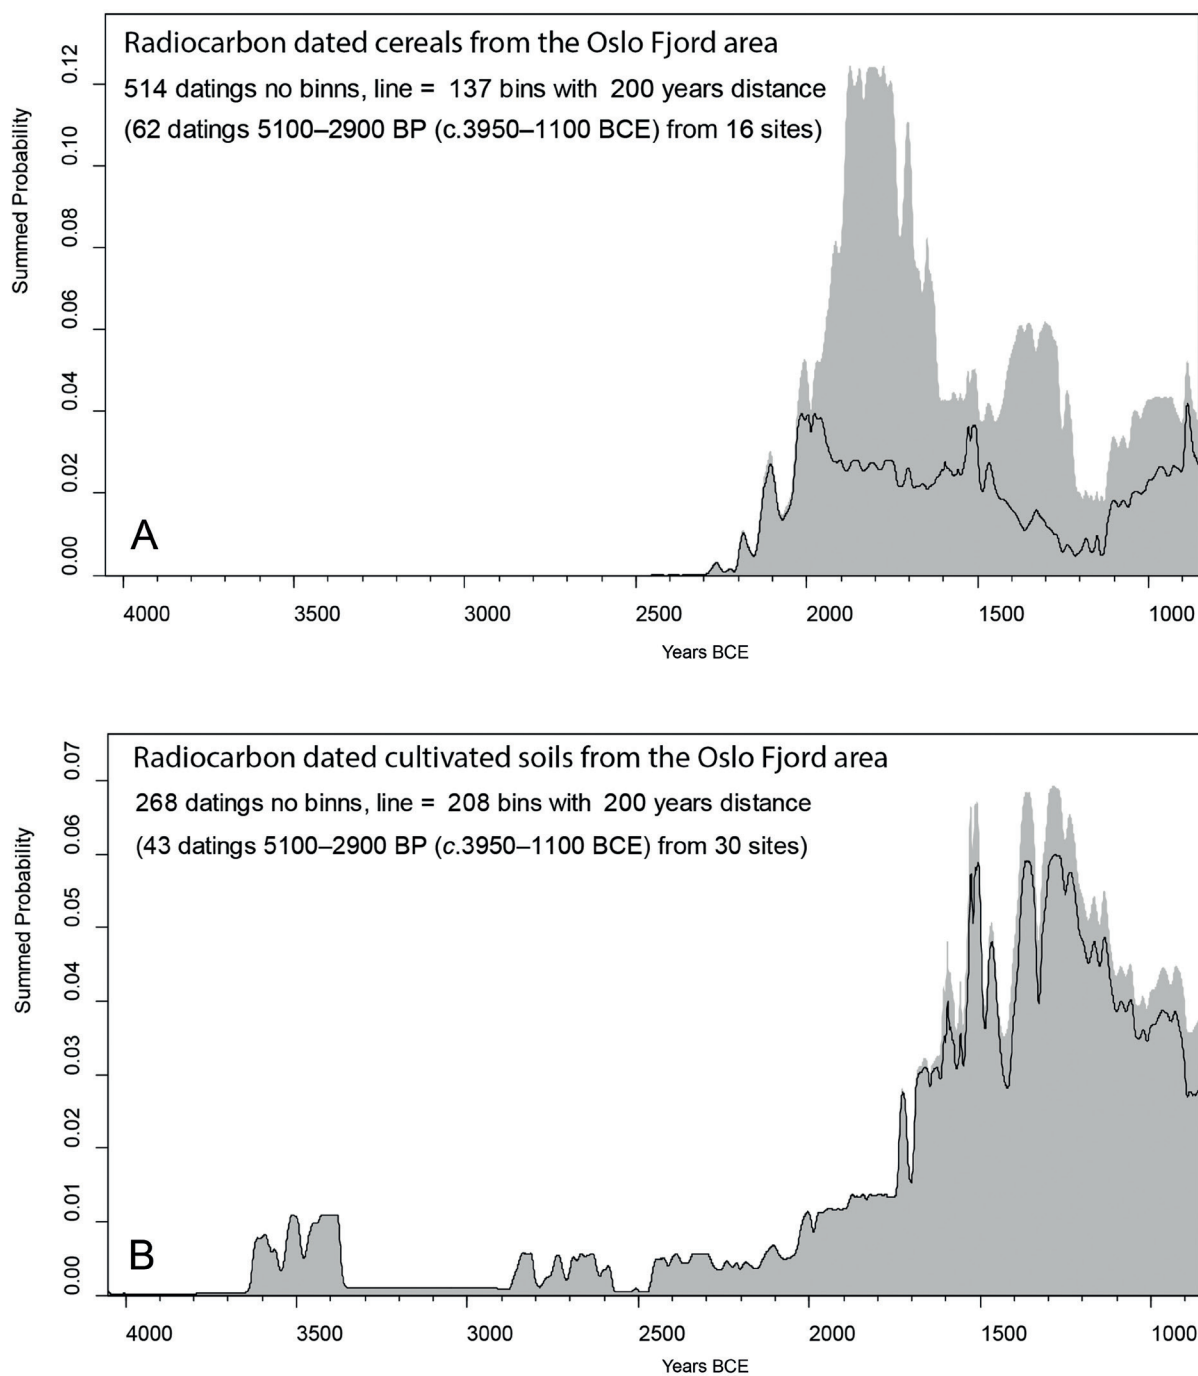 Radiocarbon dated cereals from the Oslo Fjord area
514 datings no binns, line = 137 bins with 200 years distance
(62 datings 5100–2900 BP (c.3950–1100 BCE) from 16 sites)
Summed Probability
0.12
0.10
0.08
0.06
0.04
0.02
0.00
A
4000 3500 3000 2500 2000 1500 1000
Years BCE
Radiocarbon dated cultivated soils from the Oslo Fjord area
268 datings no binns, line = 208 bins with 200 years distance
(43 datings 5100–2900 BP (c.3950–1100 BCE) from 30 sites)
Summed Probability
0.07
0.06
0.05
0.04
0.03
0.02
0.01
0.00
B
4000 3500 3000 2500 2000 1500 1000
Years BCE